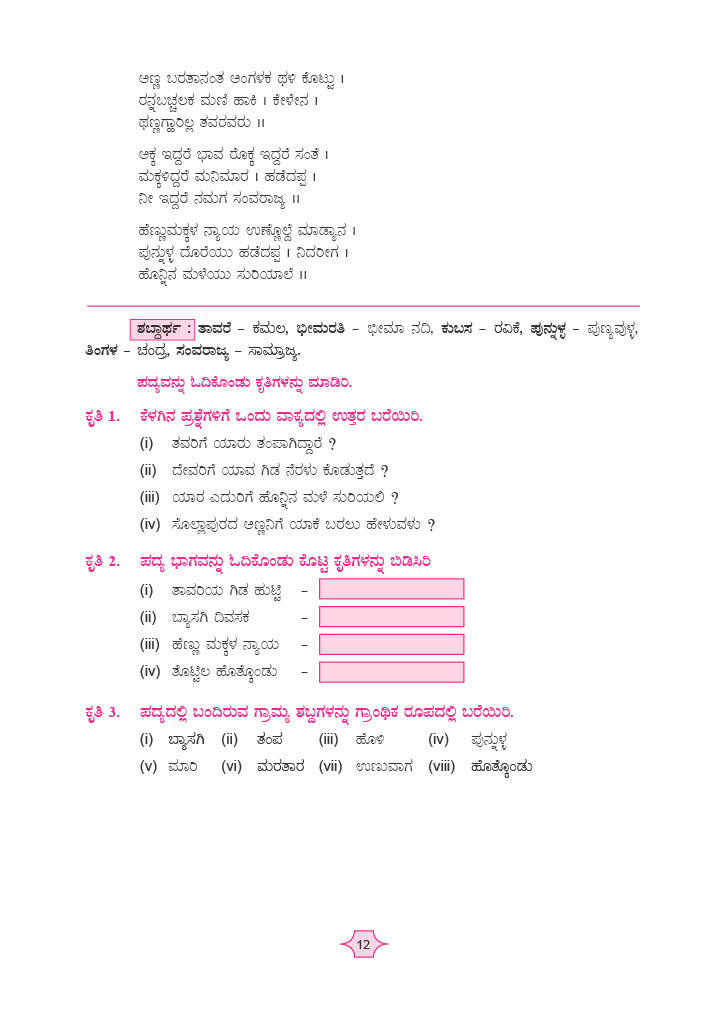 ಅಣ್ಣ ಬರತಾನಂತ ಅಂಗಳಕ ಥಳಿ ಕೊಟ್ಟು ।
ರನ್ನಬಚ್ಚಲಕ ಮಣಿ ಹಾಕಿ । ಕೇಳೇನ ।
ಥಣ್ಣಗ್ಹಾರಿಲ್ಲ ತವರವರು ।।
ಅಕ್ಕ ಇದ್ದರೆ ಭಾವ ರೊಕ್ಕ ಇದ್ದರೆ ಸಂತೆ ।
ಮಕ್ಕಳಿದ್ದರೆ ಮನಿಮಾರ । ಹಡೆದಪ್ಪ ।
ನೀ ಇದ್ದರೆ ನಮಗ ಸಂವರಾಜ್ಯ ।।
ಹೆಣ್ಣುಮಕ್ಕಳ ನ್ಯಾಯ ಉಣ್ಣೊಲ್ದೆ ಮಾಡ್ಯಾನ ।
ಪುನ್ನುಳ್ಳ ದೊರೆಯು ಹಡೆದಪ್ಪ । ನಿದರೀಗ ।
ಹೊನ್ನಿನ ಮಳೆಯು ಸುರಿಯಾಲೆ ।।
ಶಬ್ದಾರ್ಥ : ತಾವರೆ – ಕಮಲ, ಭೀಮರತಿ – ಭೀಮಾ ನದಿ, ಕುಬಸ – ರವಿಕೆ, ಪುನ್ನುಳ್ಳ – ಪುಣ್ಯವುಳ್ಳ,
ತಿಂಗಳ – ಚಂದ್ರ, ಸಂವರಾಜ್ಯ – ಸಾಮ್ರಾಜ್ಯ.
ಪದ್ಯವನ್ನು ಓದಿಕೊಂಡು ಕೃತಿಗಳನ್ನು ಮಾಡಿರಿ.
ಕೃತಿ 1. ಕೆಳಗಿನ ಪ್ರಶ್ನೆಗಳಿಗೆ ಒಂದು ವಾಕ್ಯದಲ್ಲಿ ಉತ್ತರ ಬರೆಯಿರಿ.
(i) ತವರಿಗೆ ಯಾರು ತಂಪಾಗಿದ್ದಾರೆ ?
(ii) ದೇವರಿಗೆ ಯಾವ ಗಿಡ ನೆರಳು ಕೊಡುತ್ತದೆ ?
(iii) ಯಾರ ಎದುರಿಗೆ ಹೊನ್ನಿನ ಮಳೆ ಸುರಿಯಲಿ ?
(iv) ಸೊಲ್ಲಾಪುರದ ಅಣ್ಣನಿಗೆ ಯಾಕೆ ಬರಲು ಹೇಳುವಳು ?
ಕೃತಿ 2. ಪದ್ಯ ಭಾಗವನ್ನು ಓದಿಕೊಂಡು ಕೊಟ್ಟ ಕೃತಿಗಳನ್ನು ಬಿಡಿಸಿರಿ
(i) ತಾವರಿಯ ಗಿಡ ಹುಟ್ಟಿ –
(ii) ಬ್ಯಾಸಗಿ ದಿವಸಕ –
(iii) ಹೆಣ್ಣು ಮಕ್ಕಳ ನ್ಯಾಯ –
(iv) ತೊಟ್ಟಿಲ ಹೊತ್ಕೊಂಡು –
ಕೃತಿ 3. ಪದ್ಯದಲ್ಲಿ ಬಂದಿರುವ ಗ್ರಾಮ್ಯ ಶಬ್ದಗಳನ್ನು ಗ್ರಾಂಥಿಕ ರೂಪದಲ್ಲಿ ಬರೆಯಿರಿ.
(i) ಬ್ಯಾಸಗಿ (ii) ತಂಪ (iii) ಹೊಳಿ (iv) ಪುನ್ನುಳ್ಳ
(v) ಮಾರಿ (vi) ಮರತಾರ (vii) ಉಣುವಾಗ (viii) ಹೊತ್ಕೊಂಡು
12